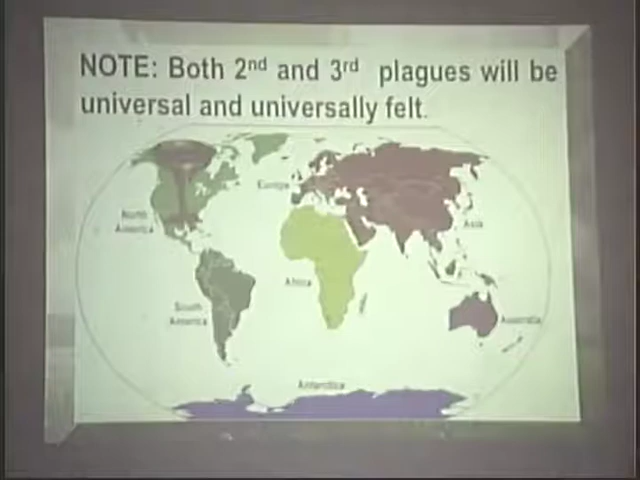 NOTE: Both 2nd and 3rd plagues will be
universal and universally felt.
Europe
North
America
Asia
Africa
South
America
Australia
Antarctica